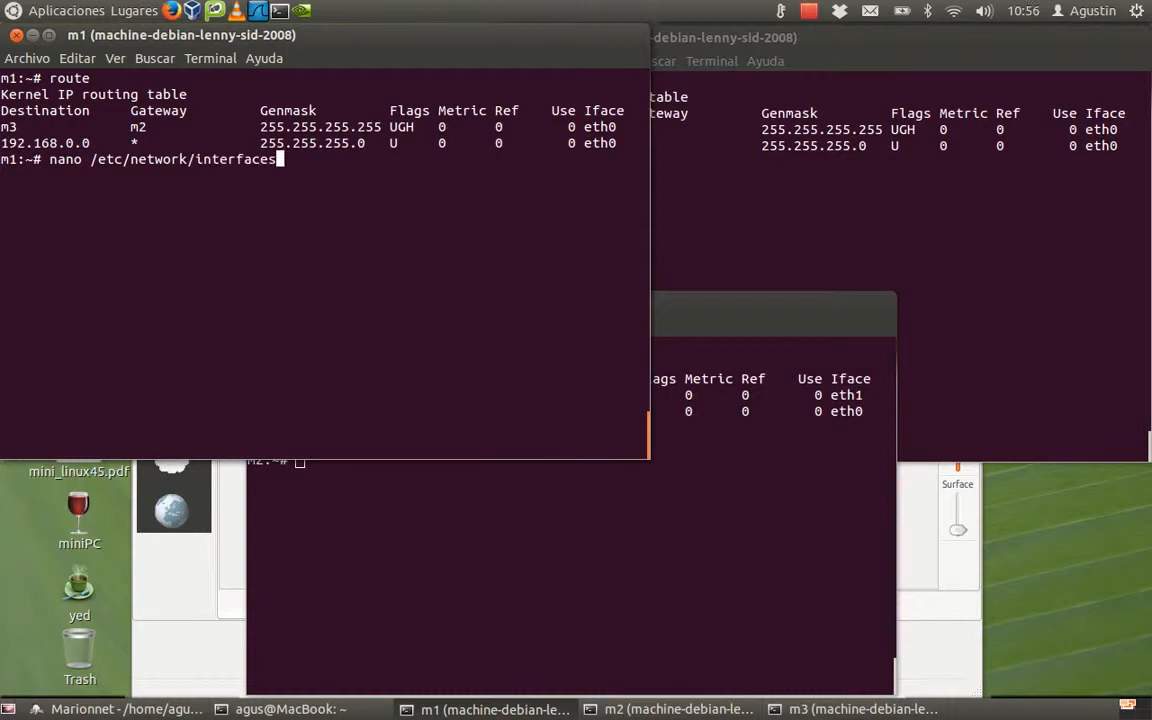 Aplicaciones Lugares
10:56 Agustin
m1 (machine-debian-lenny-sid-2008)
Archivo Editar Ver Buscar Terminal Ayuda
m1:~# route
Kernel IP routing table
Destination Gateway Genmask Flags Metric Ref Use Iface
m3 m2 255.255.255.255 UGH 0 0 0 eth0
192.168.0.0 * 255.255.255.0 U 0 0 0 eth0
m1:~# nano /etc/network/interfaces
-debian-lenny-sid-2008)
scar Terminal Ayuda
table
teway Genmask Flags Metric Ref Use Iface
255.255.255.255 UGH 0 0 0 eth0
255.255.255.0 U 0 0 0 eth0
ags Metric Ref Use Iface
0 0 0 eth1
0 0 0 eth0
m2:~#
mini_linux45.pdf
miniPC
yed
Trash
Surface
Marionnet - /home/agu...
agus@MacBook: ~
m1 (machine-debian-le...
m2 (machine-debian-le...
m3 (machine-debian-le...